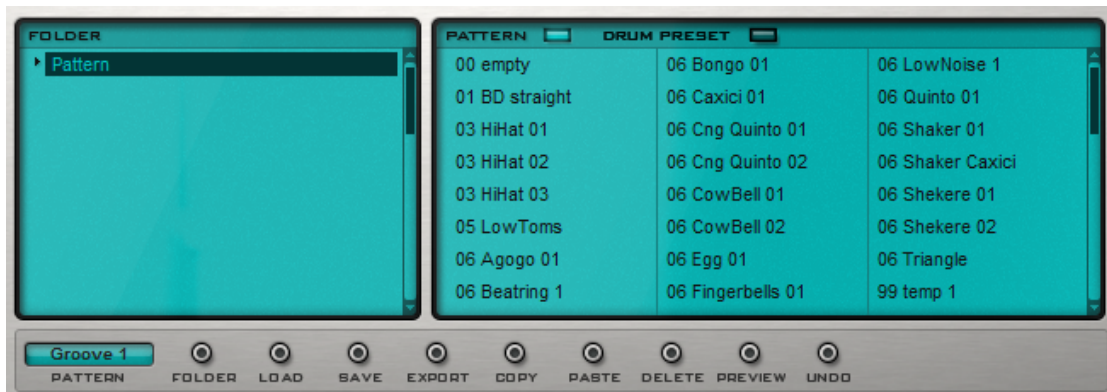 FOLDER
Pattern
PATTERN DRUM PRESET
00 empty
01 BD straight
03 HiHat 01
03 HiHat 02
03 HiHat 03
05 LowToms
06 Agogo 01
06 Beatring 1
06 Bongo 01
06 Caxici 01
06 Cng Quinto 01
06 Cng Quinto 02
06 CowBell 01
06 CowBell 02
06 Egg 01
06 Fingerbells 01
06 LowNoise 1
06 Quinto 01
06 Shaker 01
06 Shaker Caxici
06 Shekere 01
06 Shekere 02
06 Triangle
99 temp 1
Groove 1
PATTERN FOLDER LOAD SAVE EXPORT COPY PASTE DELETE PREVIEW UNDO